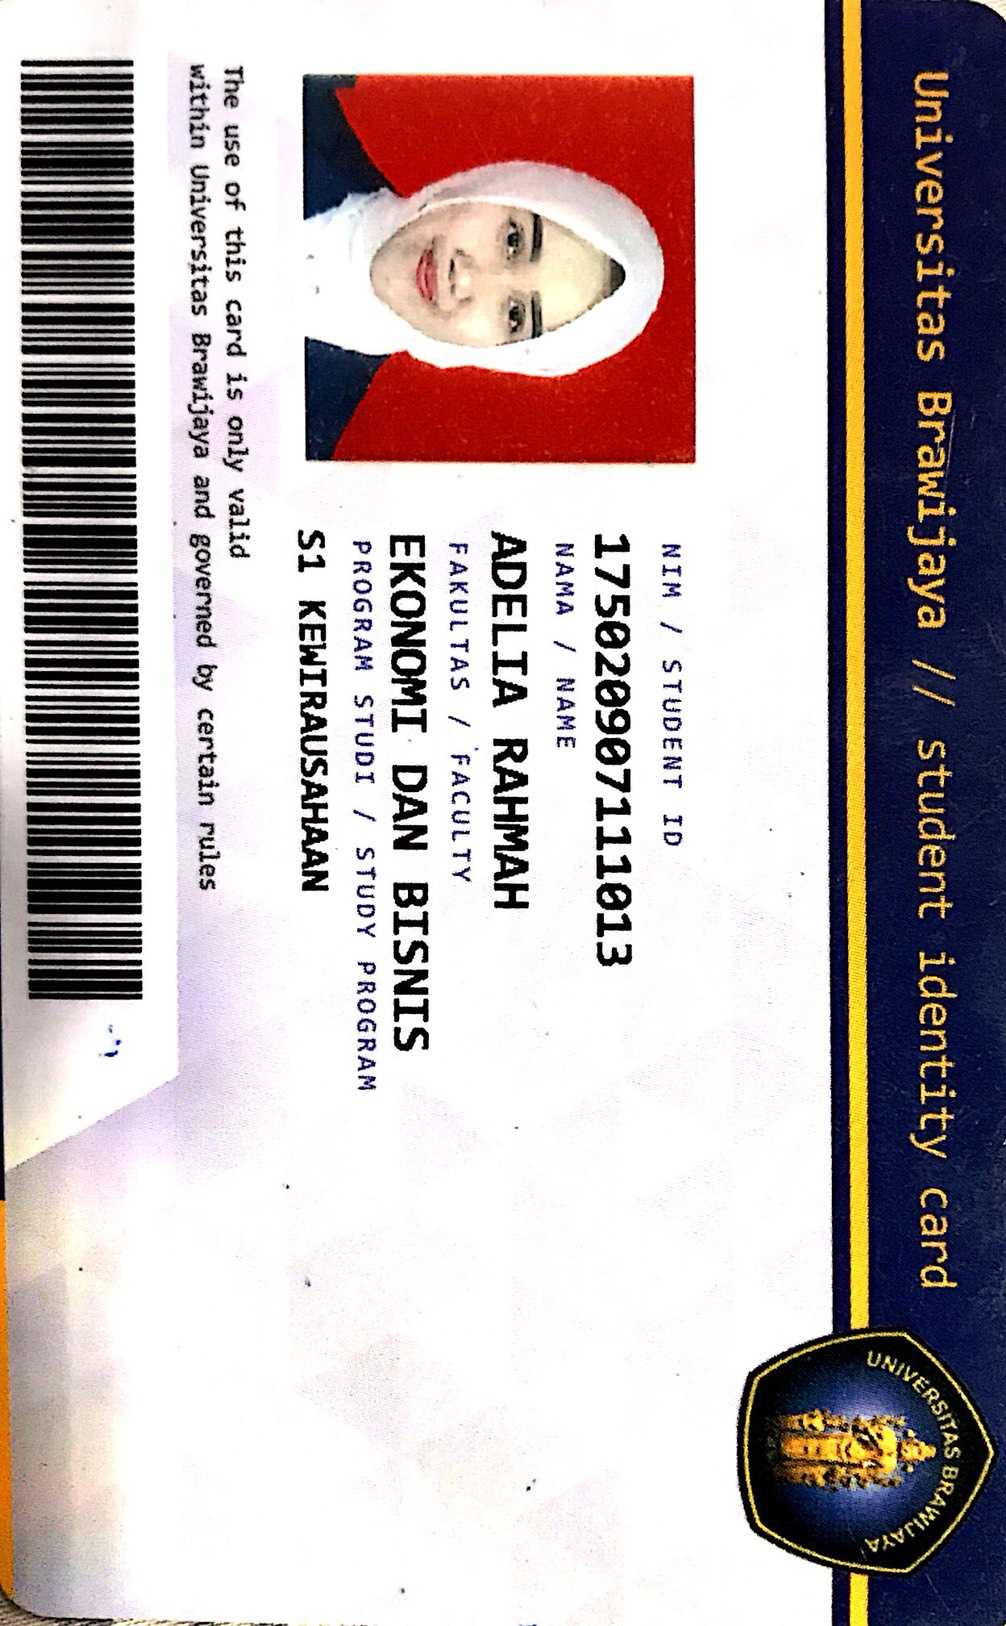 Universitas Brawijaya // student identity card
UNIVERSITAS BRAWIJAYA
NIM / STUDENT ID
175020907111013
NAMA / NAME
ADELIA RAHMAH
FAKULTAS / FACULTY
EKONOMI DAN BISNIS
PROGRAM STUDI / STUDY PROGRAM
S1 KEWIRAUSAHAAN
The use of this card is only valid
within Universitas Brawijaya and governed by certain rules